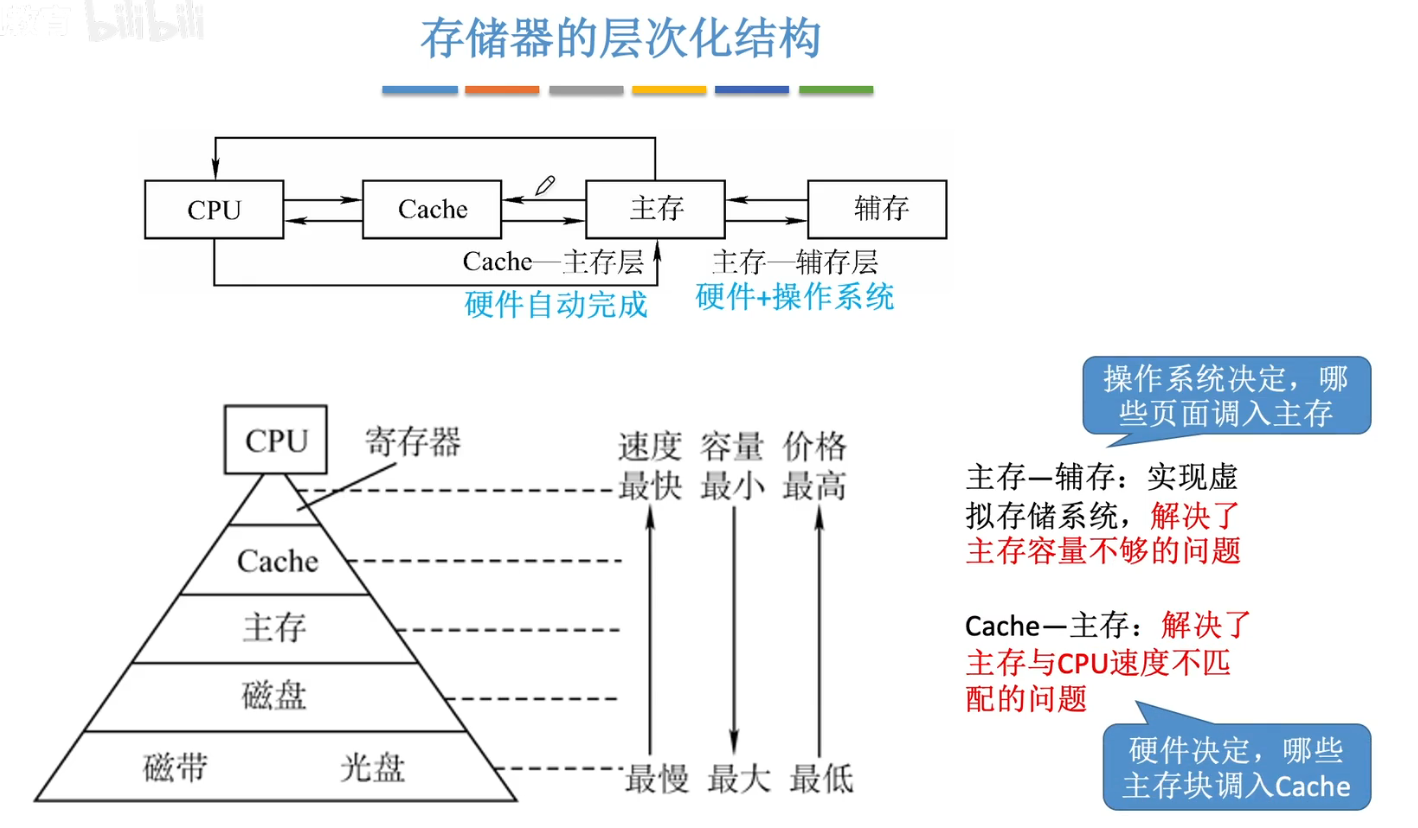 教育 bilibili
存储器的层次化结构
CPU
Cache
主存
辅存
Cache—主存层
主存—辅存层
硬件自动完成
硬件+操作系统
操作系统决定，哪
些页面调入主存
CPU
寄存器
速度 容量 价格
最快 最小 最高
Cache
主存
磁盘
磁带
光盘
最慢 最大 最低
主存—辅存：实现虚
拟存储系统，解决了
主存容量不够的问题
Cache—主存：解决了
主存与CPU速度不匹
配的问题
硬件决定，哪些
主存块调入Cache